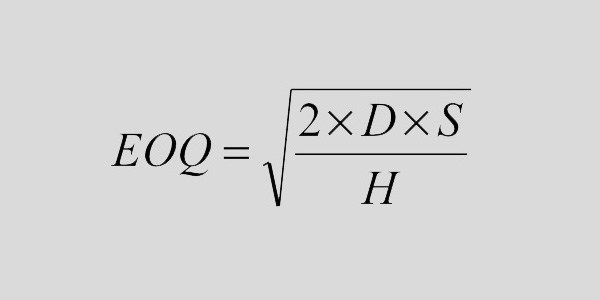 EOQ = √(2×D×S / H)